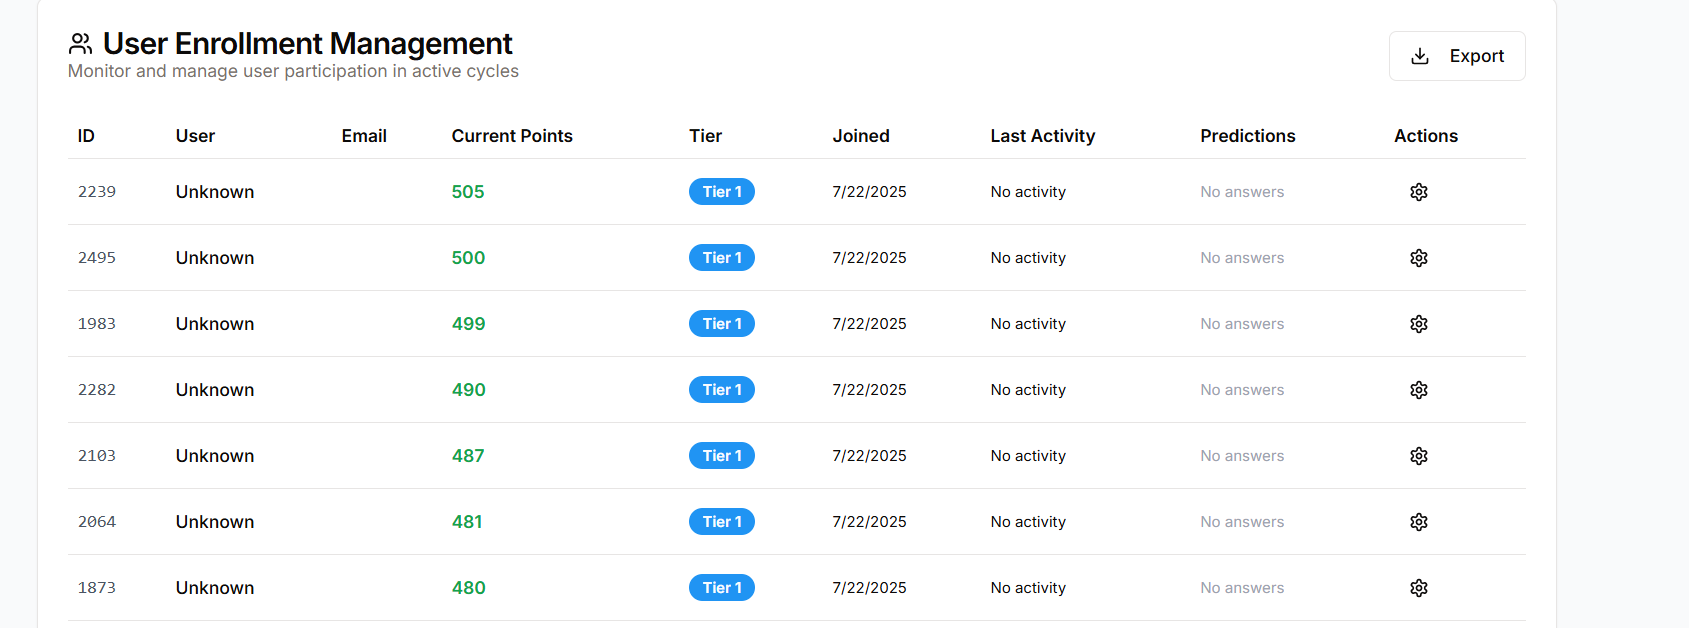 User Enrollment Management
Monitor and manage user participation in active cycles
Export
ID User Email Current Points Tier Joined Last Activity Predictions Actions
2239 Unknown 505 Tier 1 7/22/2025 No activity No answers
2495 Unknown 500 Tier 1 7/22/2025 No activity No answers
1983 Unknown 499 Tier 1 7/22/2025 No activity No answers
2282 Unknown 490 Tier 1 7/22/2025 No activity No answers
2103 Unknown 487 Tier 1 7/22/2025 No activity No answers
2064 Unknown 481 Tier 1 7/22/2025 No activity No answers
1873 Unknown 480 Tier 1 7/22/2025 No activity No answers